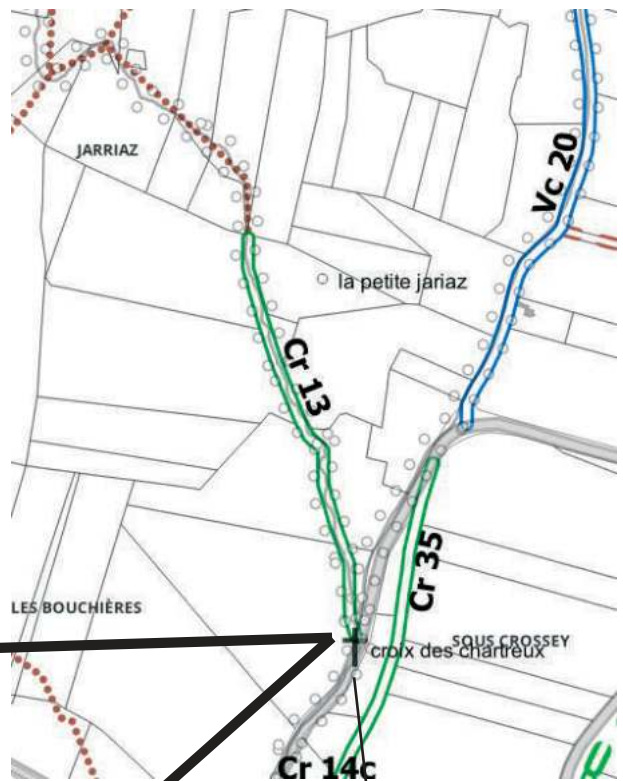 JARRIAZ
Vc 20
la petite jariaz
Cr 13
Cr 35
LES BOUCHIÈRES
SOUS CROSSEY
croix des chartreux
Cr 14c